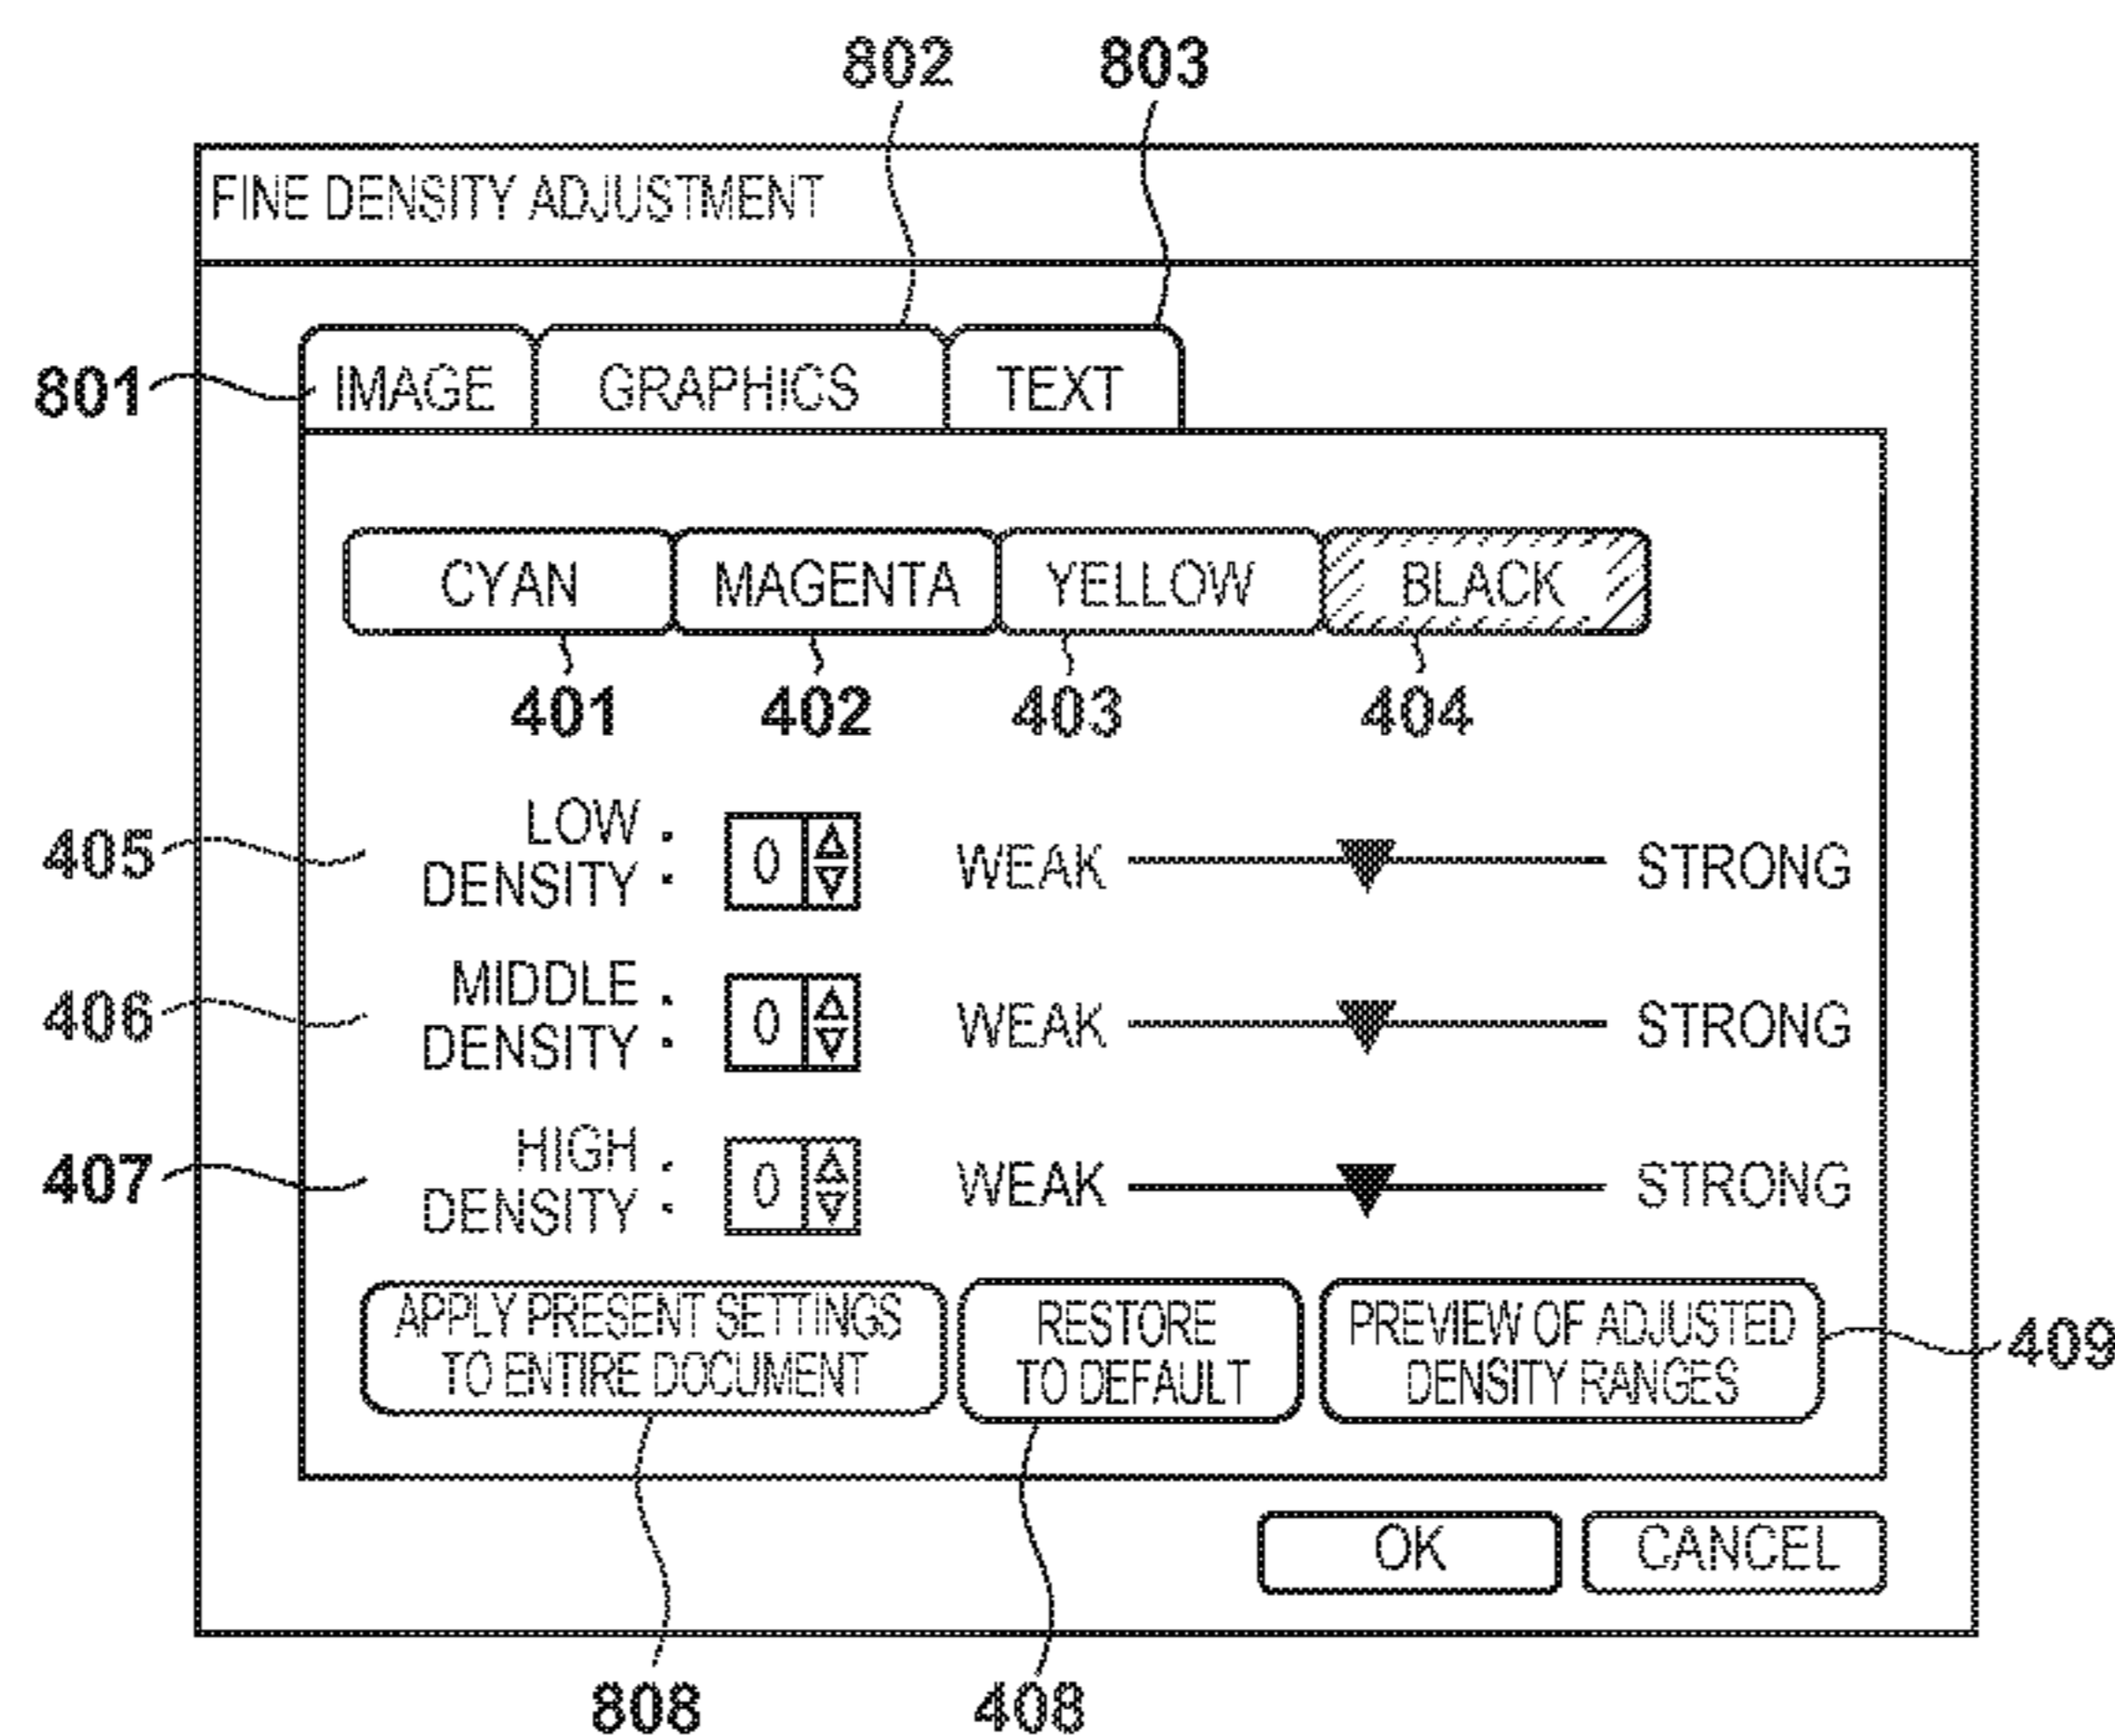 802 803
FINE DENSITY ADJUSTMENT
801 IMAGE GRAPHICS TEXT
CYAN MAGENTA YELLOW BLACK
401 402 403 404
405 LOW DENSITY : 0 WEAK STRONG
406 MIDDLE DENSITY : 0 WEAK STRONG
407 HIGH DENSITY : 0 WEAK STRONG
APPLY PRESENT SETTINGS
TO ENTIRE DOCUMENT
RESTORE
TO DEFAULT
PREVIEW OF ADJUSTED
DENSITY RANGES
409
OK CANCEL
808 408